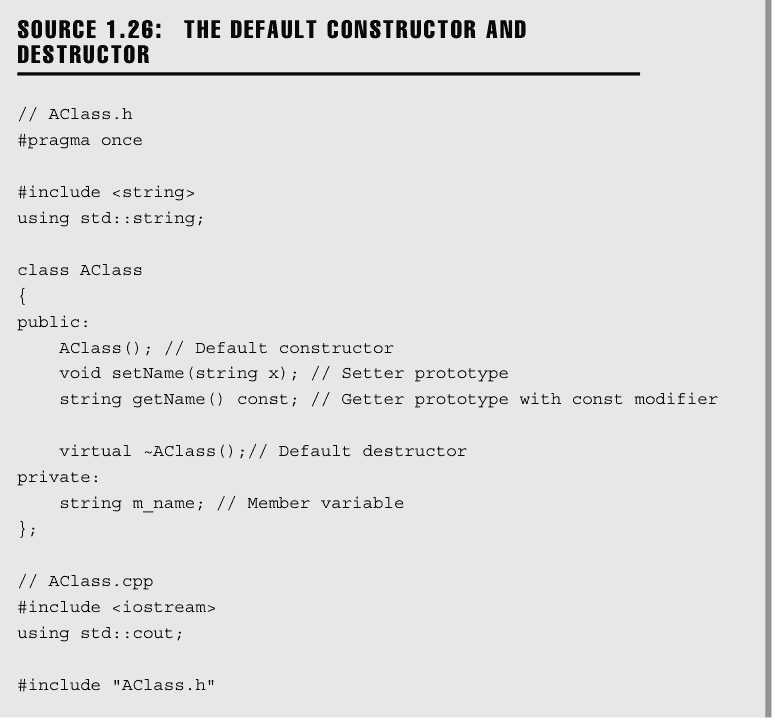 SOURCE 1.26: THE DEFAULT CONSTRUCTOR AND
DESTRUCTOR
// AClass.h
#pragma once
#include <string>
using std::string;
class AClass
{
public:
    AClass(); // Default constructor
    void setName(string x); // Setter prototype
    string getName() const; // Getter prototype with const modifier
    virtual ~AClass();// Default destructor
private:
    string m_name; // Member variable
};
// AClass.cpp
#include <iostream>
using std::cout;
#include "AClass.h"